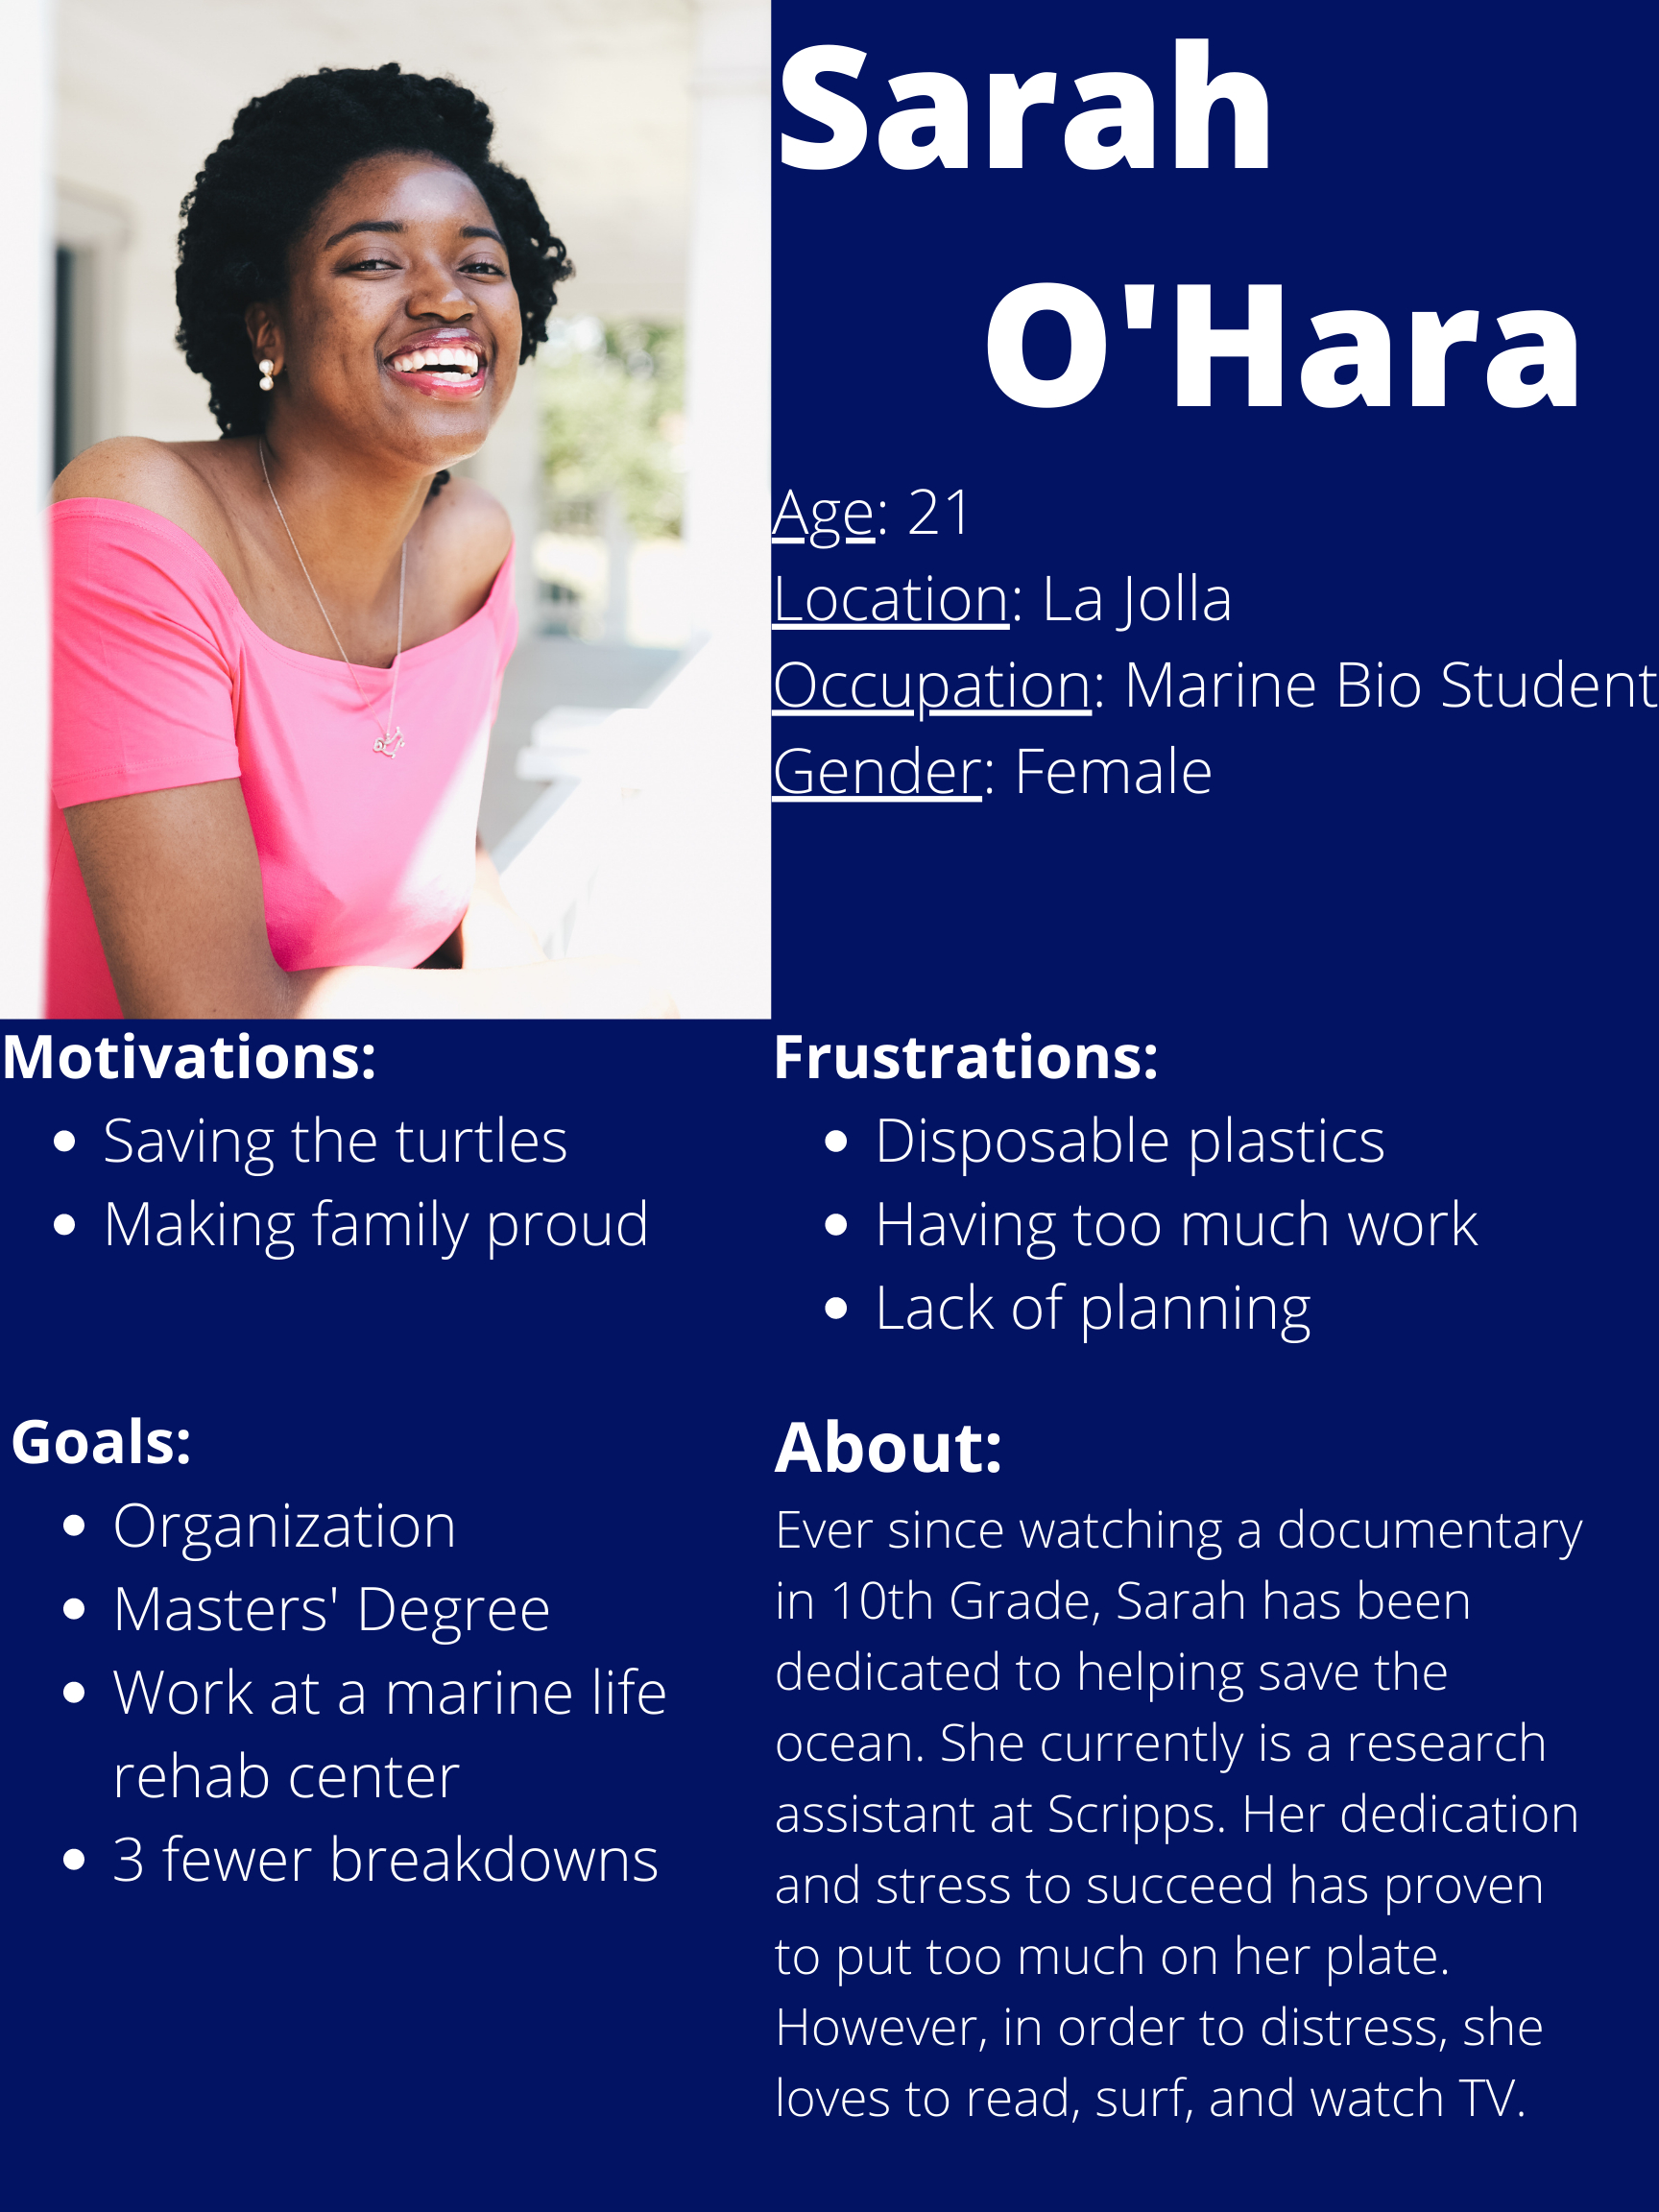 Sarah
O'Hara
Age: 21
Location: La Jolla
Occupation: Marine Bio Student
Gender: Female
Motivations:
• Saving the turtles
• Making family proud
Frustrations:
• Disposable plastics
• Having too much work
• Lack of planning
Goals:
• Organization
• Masters' Degree
• Work at a marine life
rehab center
• 3 fewer breakdowns
About:
Ever since watching a documentary
in 10th Grade, Sarah has been
dedicated to helping save the
ocean. She currently is a research
assistant at Scripps. Her dedication
and stress to succeed has proven
to put too much on her plate.
However, in order to distress, she
loves to read, surf, and watch TV.